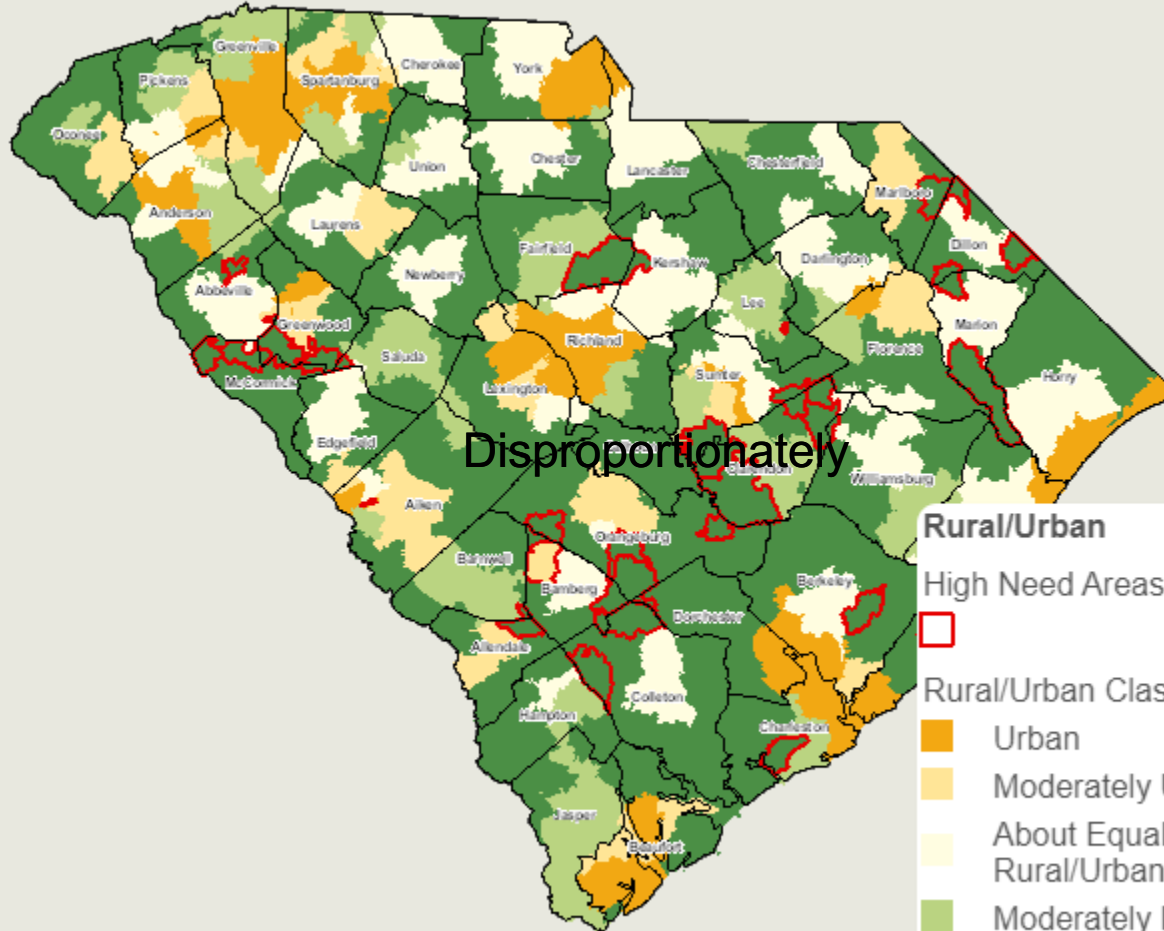 Greenville
Spartanburg
Cherokee
York
Pickens
Oconee
Union
Chester
Lancaster
Chesterfield
Marlboro
Anderson
Laurens
Fairfield
Kershaw
Darlington
Dillon
Newberry
Abbeville
Greenwood
Lee
Marion
Richland
Florence
Saluda
McCormick
Lexington
Sumter
Horry
Edgefield
Disproportionately
Clarendon
Williamsburg
Aiken
Orangeburg
Barnwell
Bamberg
Berkeley
Dorchester
Allendale
Colleton
Hampton
Charleston
Jasper
Beaufort
Rural/Urban
High Need Areas
Rural/Urban Clas
Urban
Moderately U
About Equal
Rural/Urban
Moderately